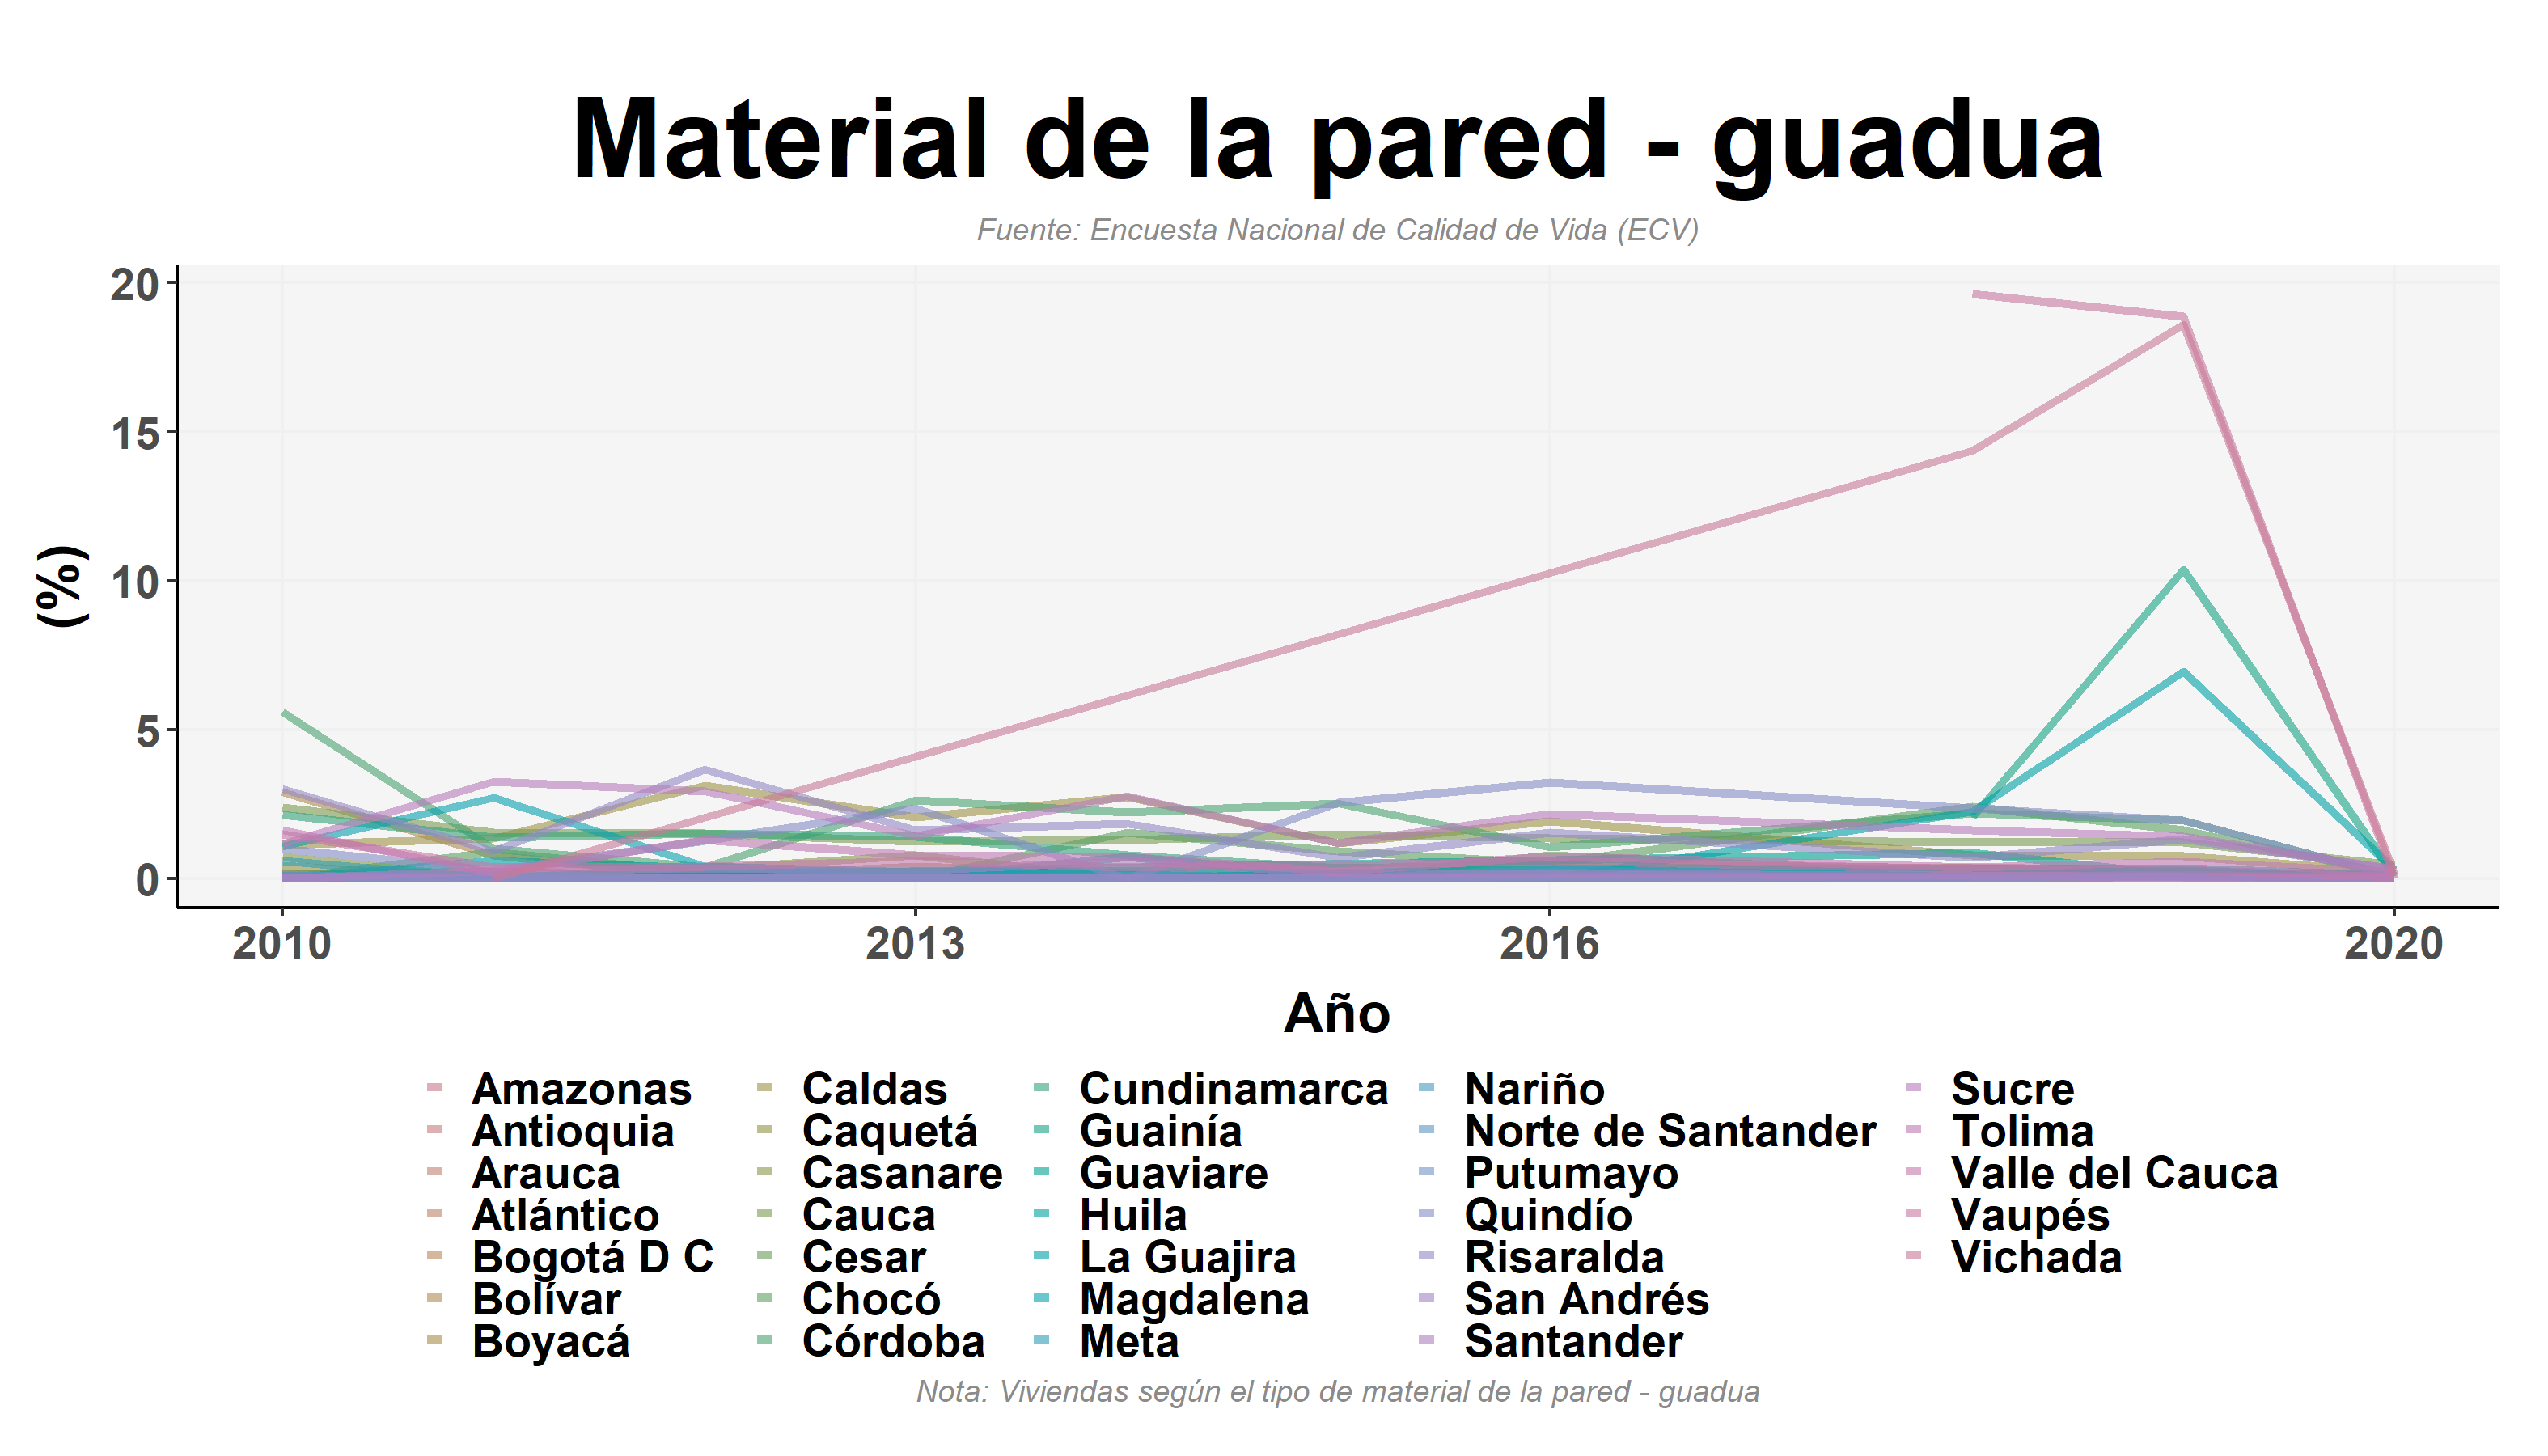 Material de la pared - guadua
Fuente: Encuesta Nacional de Calidad de Vida (ECV)
20
15
10
5
0
(%)
2010 2013 2016 2020
Año
Amazonas
Antioquia
Arauca
Atlántico
Bogotá D C
Bolívar
Boyacá
Caldas
Caquetá
Casanare
Cauca
Cesar
Chocó
Córdoba
Cundinamarca
Guainía
Guaviare
Huila
La Guajira
Magdalena
Meta
Nariño
Norte de Santander
Putumayo
Quindío
Risaralda
San Andrés
Santander
Sucre
Tolima
Valle del Cauca
Vaupés
Vichada
Nota: Viviendas según el tipo de material de la pared - guadua